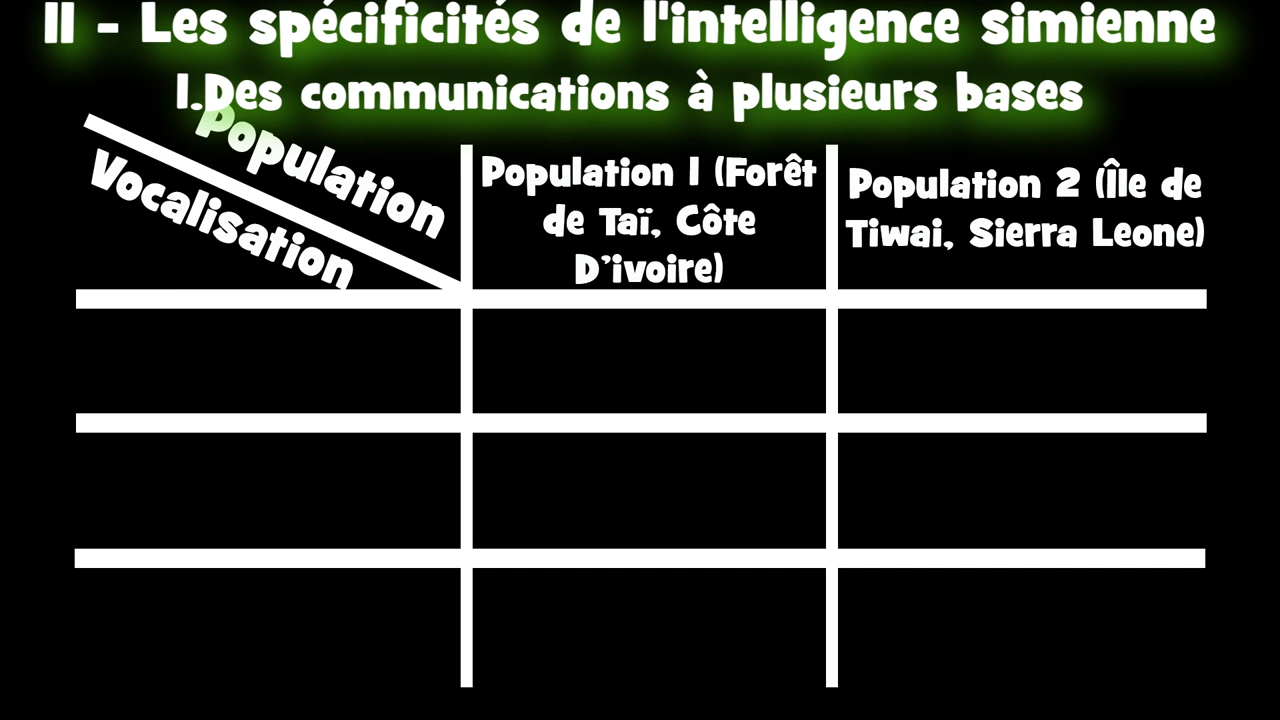 II - Les spécificités de l'intelligence simienne
1.Des communications à plusieurs bases
Population
Vocalisation
Population 1 (Forêt
de Taï, Côte
D'ivoire)
Population 2 (Île de
Tiwai, Sierra Leone)